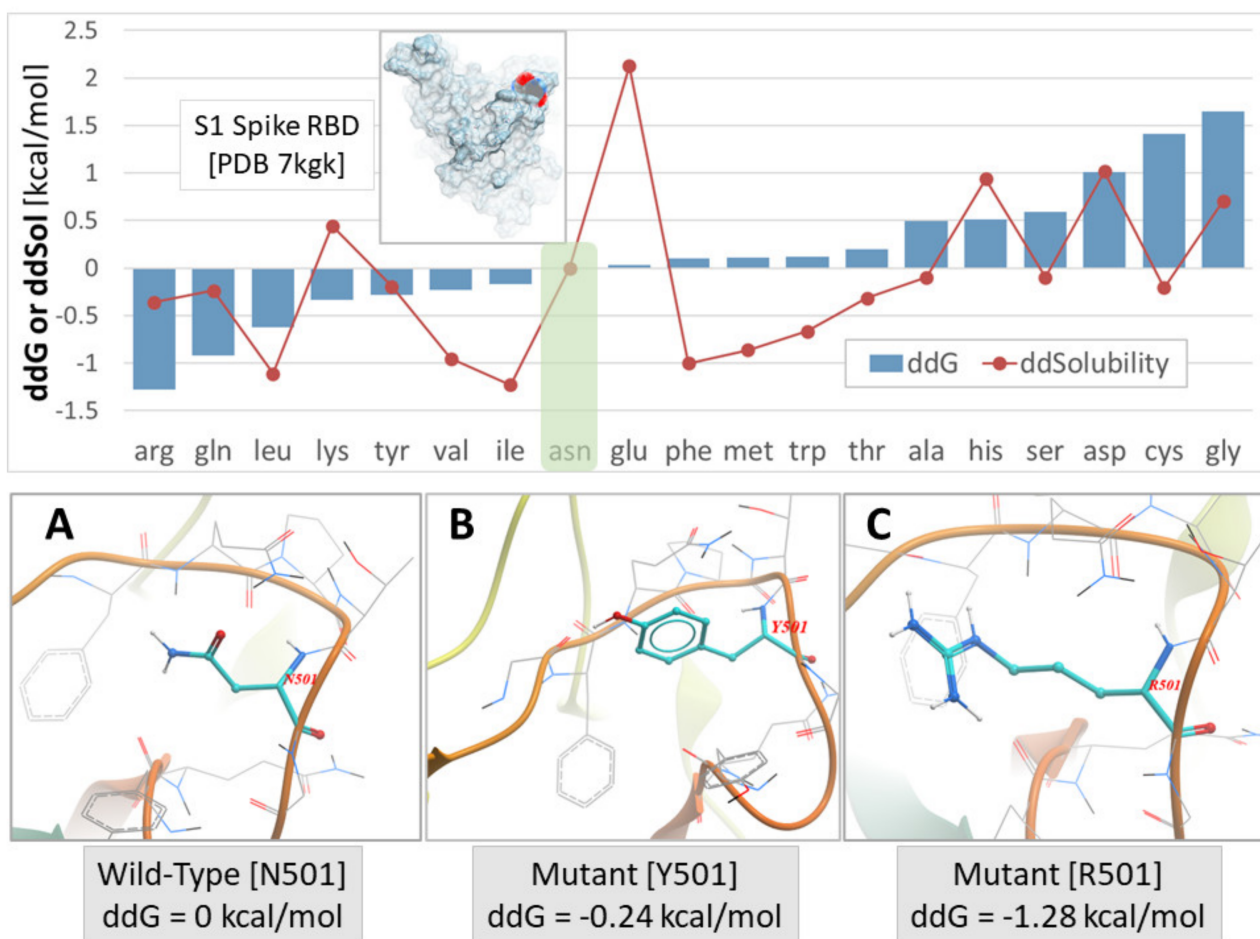 ddG or ddSol [kcal/mol]
2.5
2
1.5
1
0.5
0
-0.5
-1
-1.5
S1 Spike RBD
[PDB 7kgk]
ddG ddSolubility
arg gln leu lys tyr val ile asn glu phe met trp thr ala his ser asp cys gly
A
N501
B
Y501
C
R501
Wild-Type [N501]
ddG = 0 kcal/mol
Mutant [Y501]
ddG = -0.24 kcal/mol
Mutant [R501]
ddG = -1.28 kcal/mol